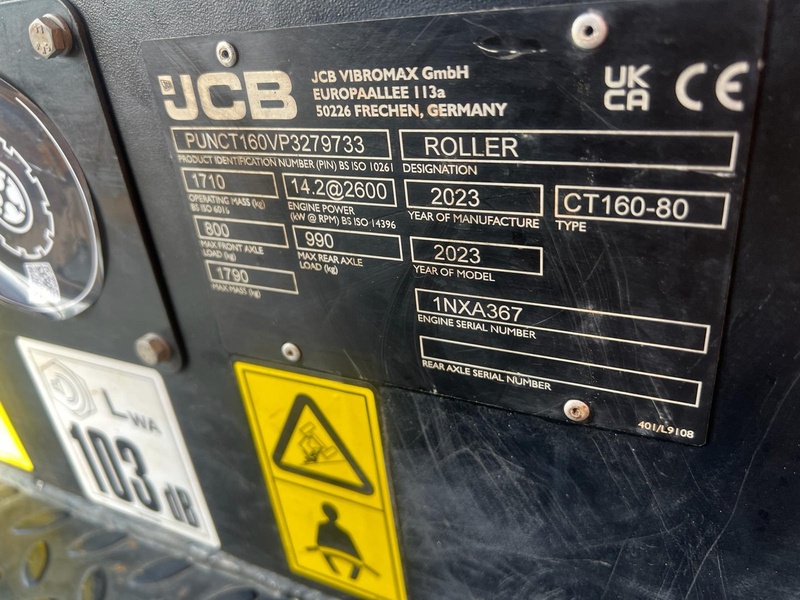 JCB
JCB VIBROMAX GmbH
EUROPAALLEE 113a
50226 FRECHEN, GERMANY
UK
CA
CE
PUNCT160VP3279733
PRODUCT IDENTIFICATION NUMBER (PIN) BS ISO 10261
ROLLER
DESIGNATION
1710
OPERATING MASS (kg)
BS ISO 6016
14.2@2600
ENGINE POWER
(kW @ RPM) BS ISO 14396
2023
YEAR OF MANUFACTURE
CT160-80
TYPE
800
MAX FRONT AXLE
LOAD (kg)
990
MAX REAR AXLE
LOAD (kg)
2023
YEAR OF MODEL
1790
MAX MASS (kg)
1NXA367
ENGINE SERIAL NUMBER
REAR AXLE SERIAL NUMBER
401/L9108
LWA
103 dB